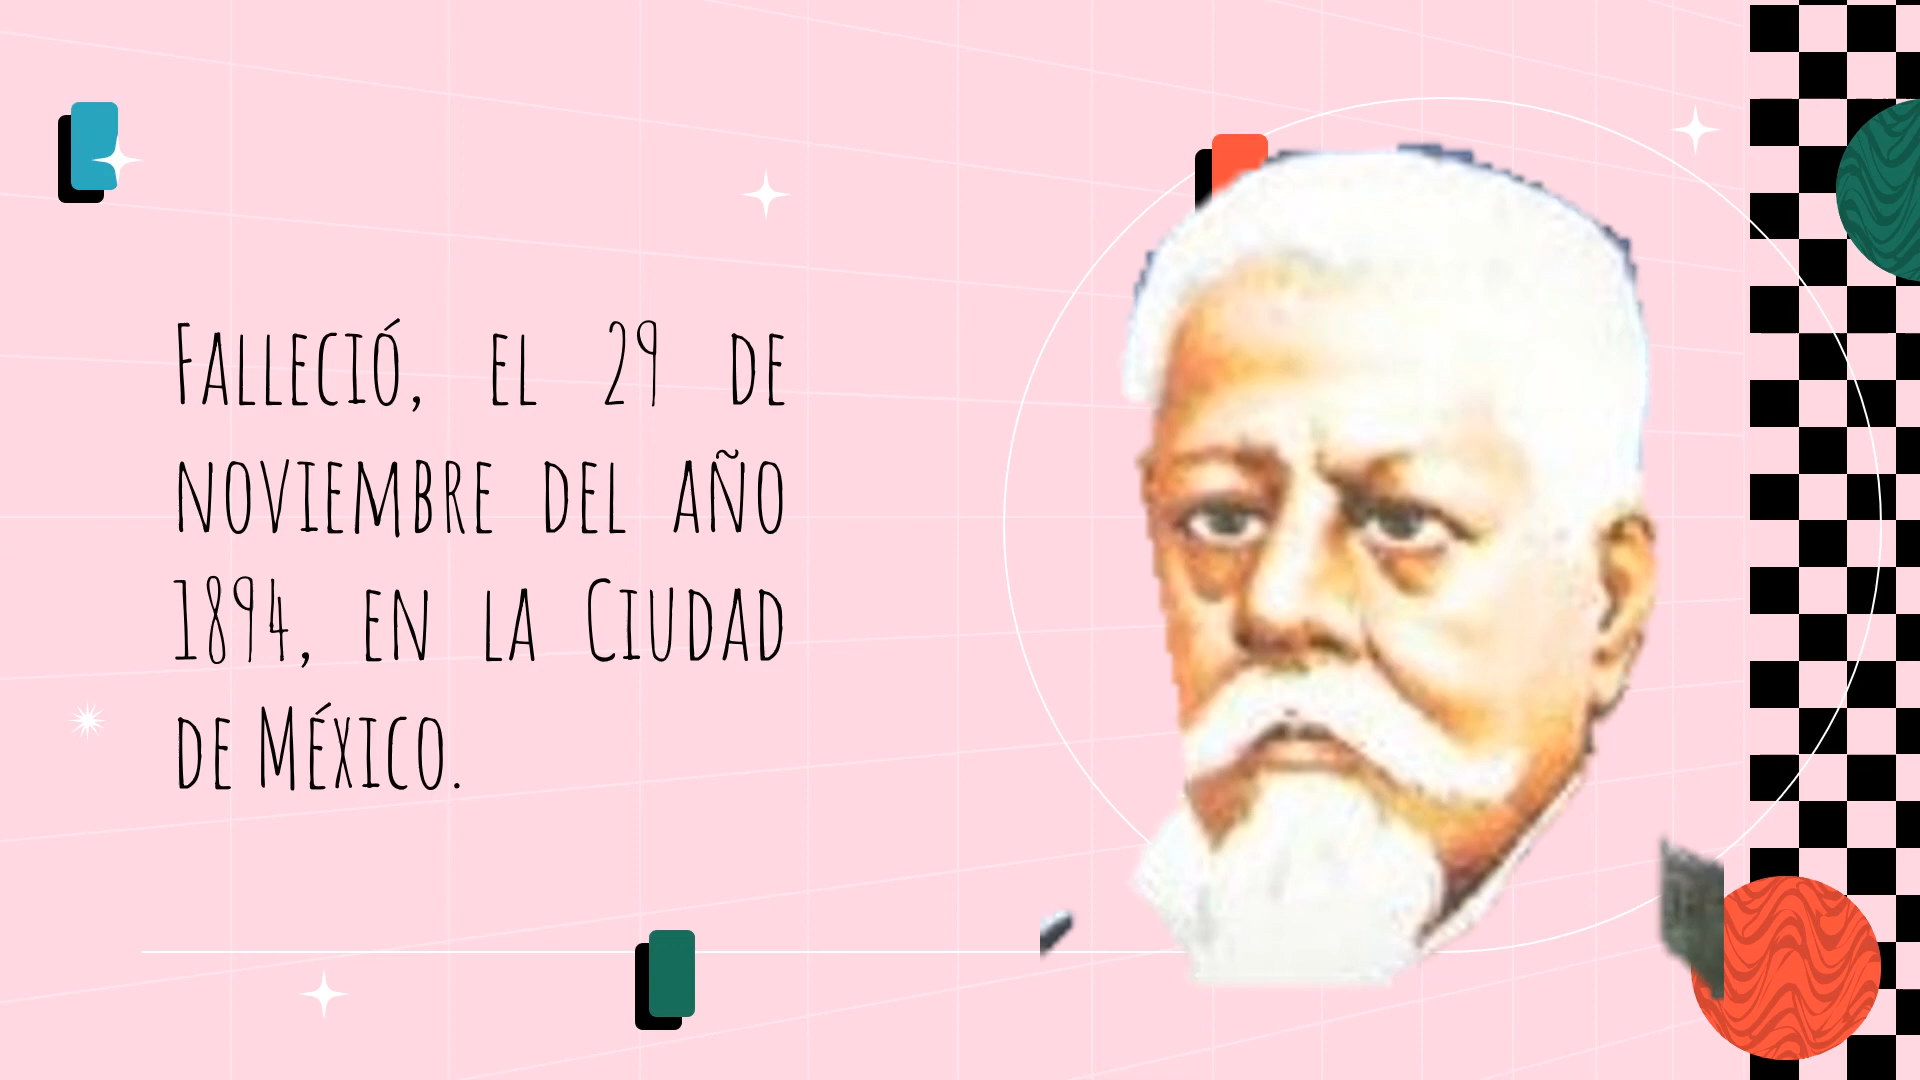 Falleció, el 29 de
noviembre del año
1894, en la Ciudad
de México.